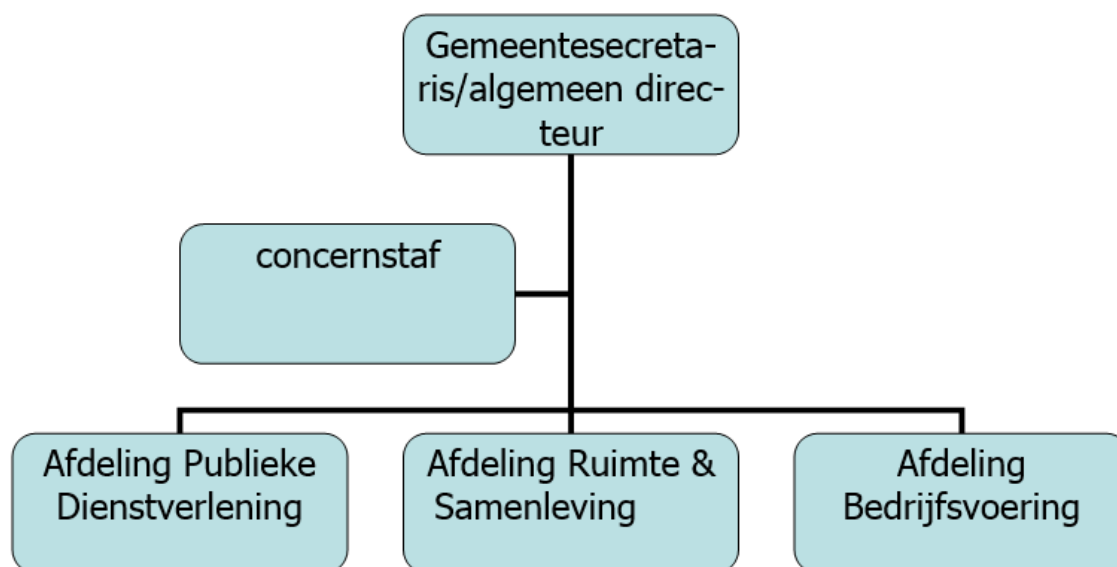 Gemeentesecreta-
ris/algemeen direc-
teur
concernstaf
Afdeling Publieke
Dienstverlening
Afdeling Ruimte &
Samenleving
Afdeling
Bedrijfsvoering